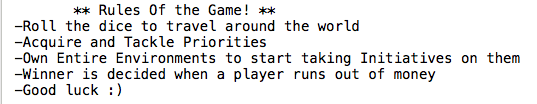 ** Rules Of the Game! **
-Roll the dice to travel around the world
-Acquire and Tackle Priorities
-Own Entire Environments to start taking Initiatives on them
-Winner is decided when a player runs out of money
-Good luck :)